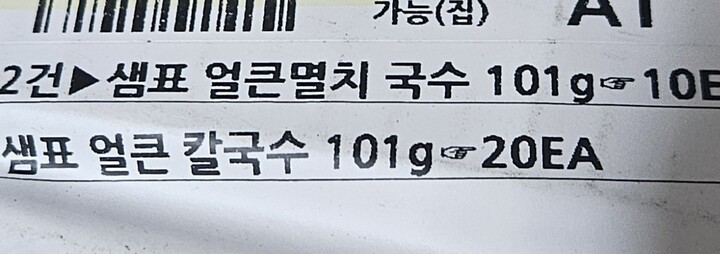 가능(집) A1
2건▶샘표 얼큰멸치 국수 101g☞10E
샘표 얼큰 칼국수 101g☞20EA